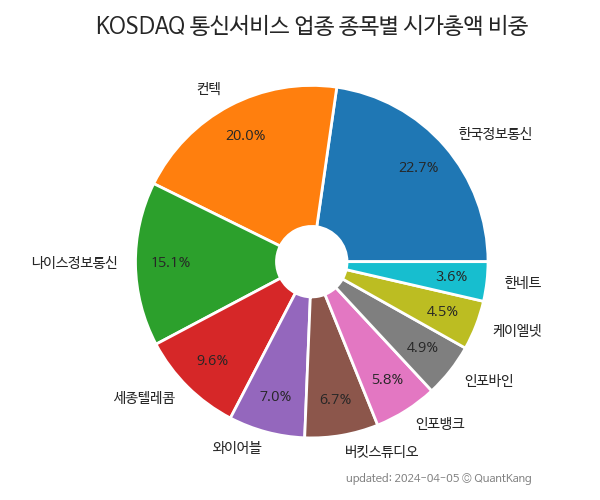 KOSDAQ 통신서비스 업종 종목별 시가총액 비중
컨텍
20.0%
한국정보통신
22.7%
나이스정보통신
15.1%
한네트
3.6%
케이엘넷
4.5%
인포바인
4.9%
세종텔레콤
9.6%
인포뱅크
5.8%
와이어블
7.0%
버킷스튜디오
6.7%
updated: 2024-04-05 © QuantKang